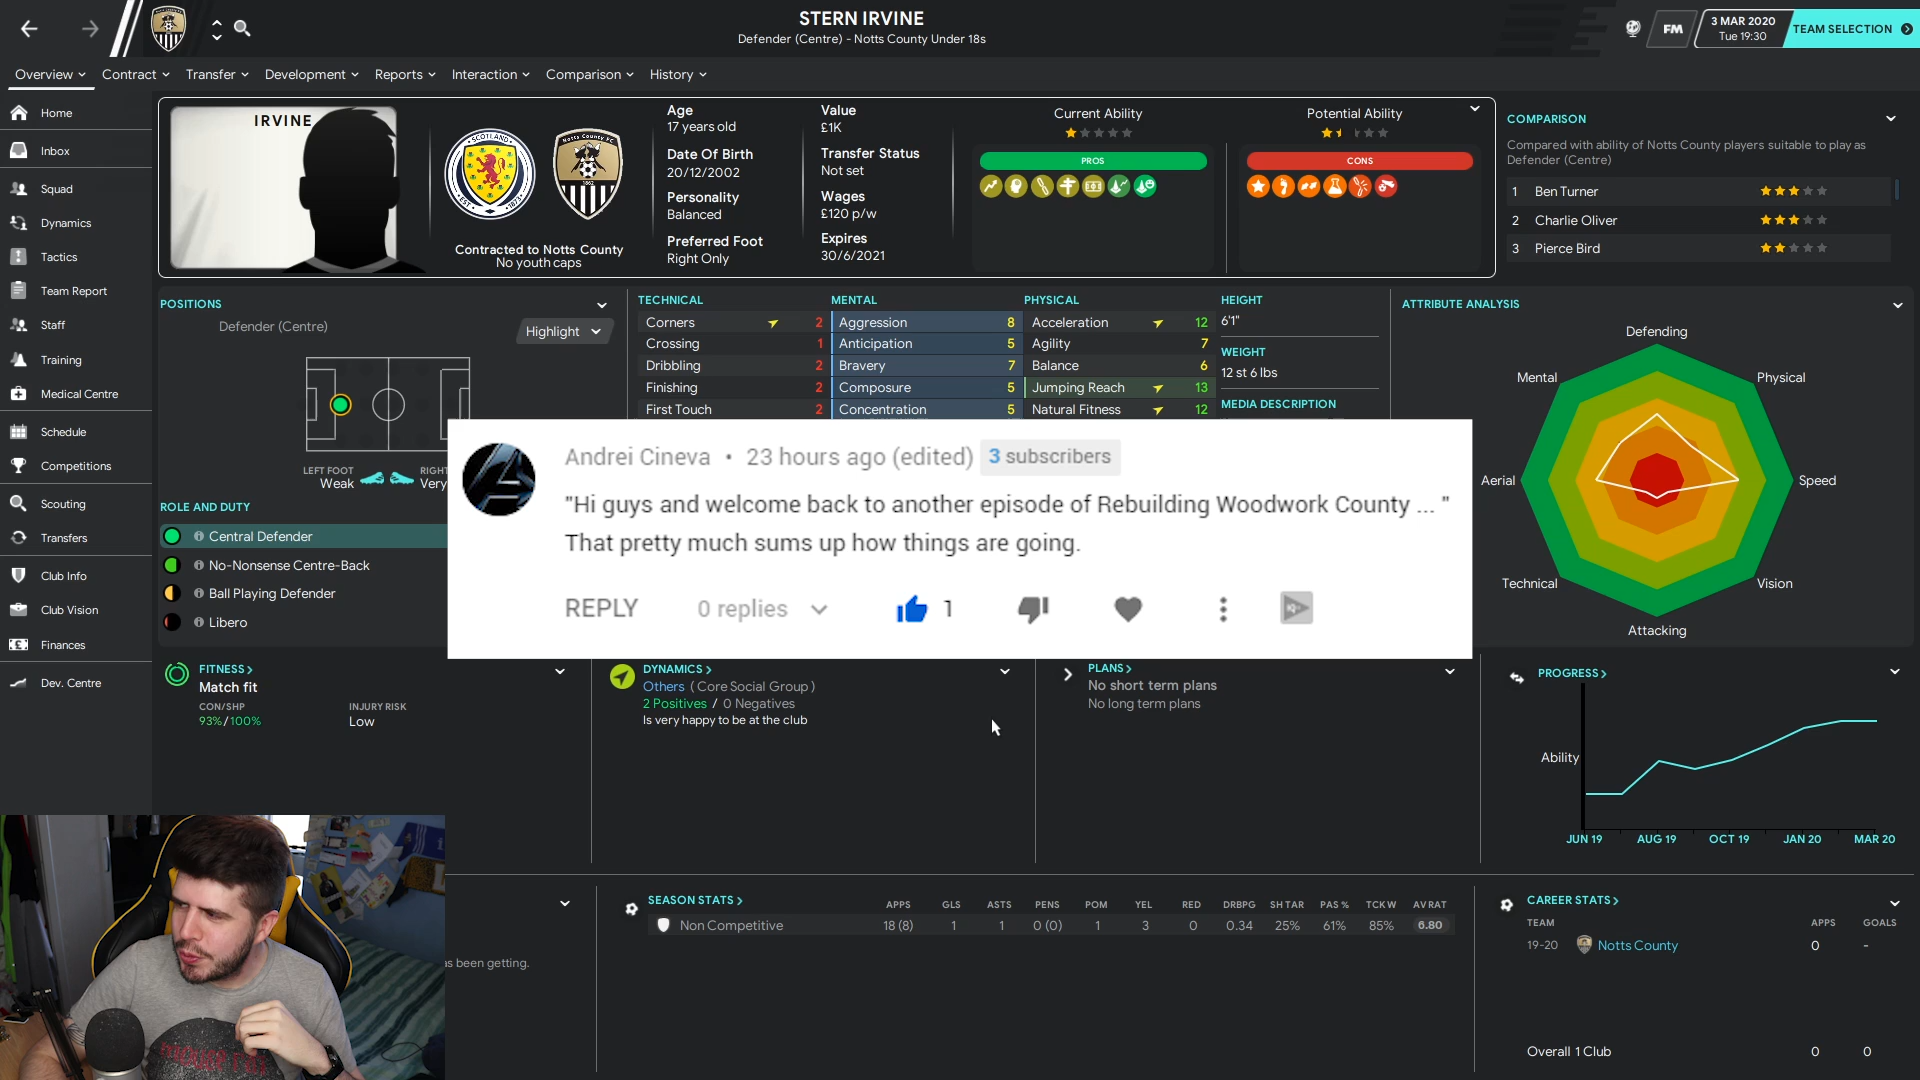 STERN IRVINE
Defender (Centre) - Notts County Under 18s
FM
3 MAR 2020
Tue 19:30
TEAM SELECTION
Overview Contract Transfer Development Reports Interaction Comparison History
Home
Inbox
Squad
Dynamics
Tactics
Team Report
Staff
Training
Medical Centre
Schedule
Competitions
Scouting
Transfers
Club Info
Club Vision
Finances
Dev. Centre
IRVINE
SCOTLAND
Notts County FC
1862
Contracted to Notts County
No youth caps
Age
17 years old
Date Of Birth
20/12/2002
Personality
Balanced
Preferred Foot
Right Only
Value
£1K
Transfer Status
Not set
Wages
£120 p/w
Expires
30/6/2021
Current Ability
PROS
Potential Ability
CONS
COMPARISON
Compared with ability of Notts County players suitable to play as
Defender (Centre)
1 Ben Turner
2 Charlie Oliver
3 Pierce Bird
POSITIONS
Defender (Centre)
Highlight
LEFT FOOT
Weak
RIGHT
Very
ROLE AND DUTY
Central Defender
No-Nonsense Centre-Back
Ball Playing Defender
Libero
TECHNICAL
Corners 2
Crossing 1
Dribbling 2
Finishing 2
First Touch 2
MENTAL
Aggression 8
Anticipation 5
Bravery 7
Composure 5
Concentration 5
PHYSICAL
Acceleration 12
Agility 7
Balance 6
Jumping Reach 13
Natural Fitness 12
HEIGHT
6'1"
WEIGHT
12 st 6 lbs
MEDIA DESCRIPTION
ATTRIBUTE ANALYSIS
Defending
Mental
Physical
Aerial
Speed
Technical
Vision
Attacking
Andrei Cineva • 23 hours ago (edited) 3 subscribers
"Hi guys and welcome back to another episode of Rebuilding Woodwork County ... "
That pretty much sums up how things are going.
REPLY 0 replies 1
FITNESS
Match fit
CON/SHP
93%/100%
INJURY RISK
Low
DYNAMICS
Others ( Core Social Group )
2 Positives / 0 Negatives
Is very happy to be at the club
PLANS
No short term plans
No long term plans
PROGRESS
Ability
JUN 19 AUG 19 OCT 19 JAN 20 MAR 20
s been getting.
SEASON STATS APPS GLS ASTS PENS POM YEL RED DRBPG SH TAR PAS % TCK W AV RAT
Non Competitive 18 (8) 1 1 0 (0) 1 3 0 0.34 25% 61% 85% 6.80
CAREER STATS
TEAM APPS GOALS
19-20 Notts County 0 -
Overall 1 Club 0 0